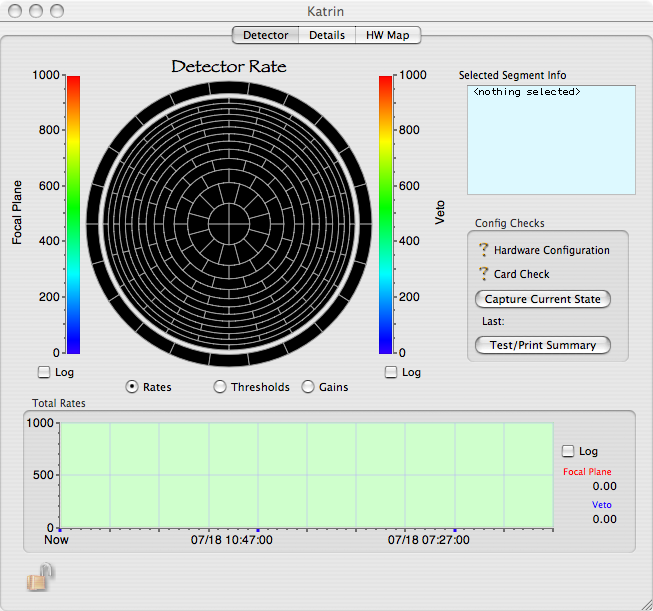 Katrin
Detector Details HW Map
Detector Rate
Selected Segment Info
<nothing selected>
1000
800
600
400
200
0
Focal Plane
1000
800
600
400
200
0
Veto
Config Checks
? Hardware Configuration
? Card Check
Capture Current State
Last:
Test/Print Summary
Log
Log
Rates Thresholds Gains
Total Rates
1000
500
0
Now 07/18 10:47:00 07/18 07:27:00
Log
Focal Plane
0.00
Veto
0.00